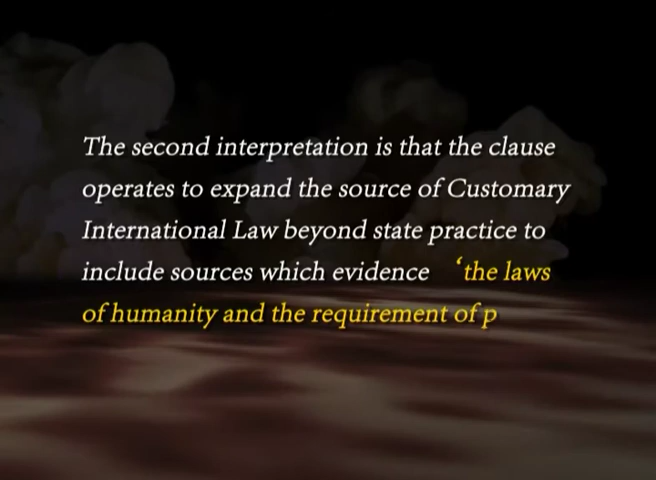 The second interpretation is that the clause
operates to expand the source of Customary
International Law beyond state practice to
include sources which evidence ‘the laws
of humanity and the requirement of p